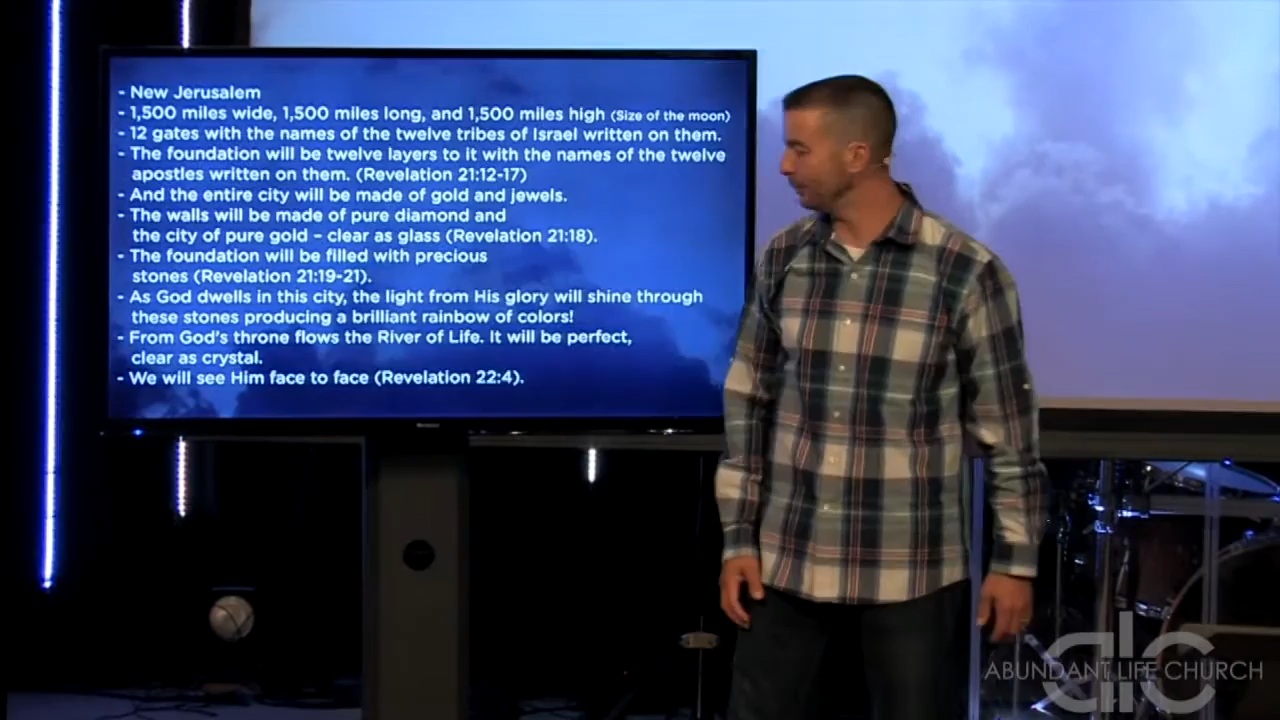 - New Jerusalem
- 1,500 miles wide, 1,500 miles long, and 1,500 miles high (Size of the moon)
- 12 gates with the names of the twelve tribes of Israel written on them.
- The foundation will be twelve layers to it with the names of the twelve
apostles written on them. (Revelation 21:12-17)
- And the entire city will be made of gold and jewels.
- The walls will be made of pure diamond and
the city of pure gold – clear as glass (Revelation 21:18).
- The foundation will be filled with precious
stones (Revelation 21:19-21).
- As God dwells in this city, the light from His glory will shine through
these stones producing a brilliant rainbow of colors!
- From God's throne flows the River of Life. It will be perfect,
clear as crystal.
- We will see Him face to face (Revelation 22:4).
alc
ABUNDANT LIFE CHURCH